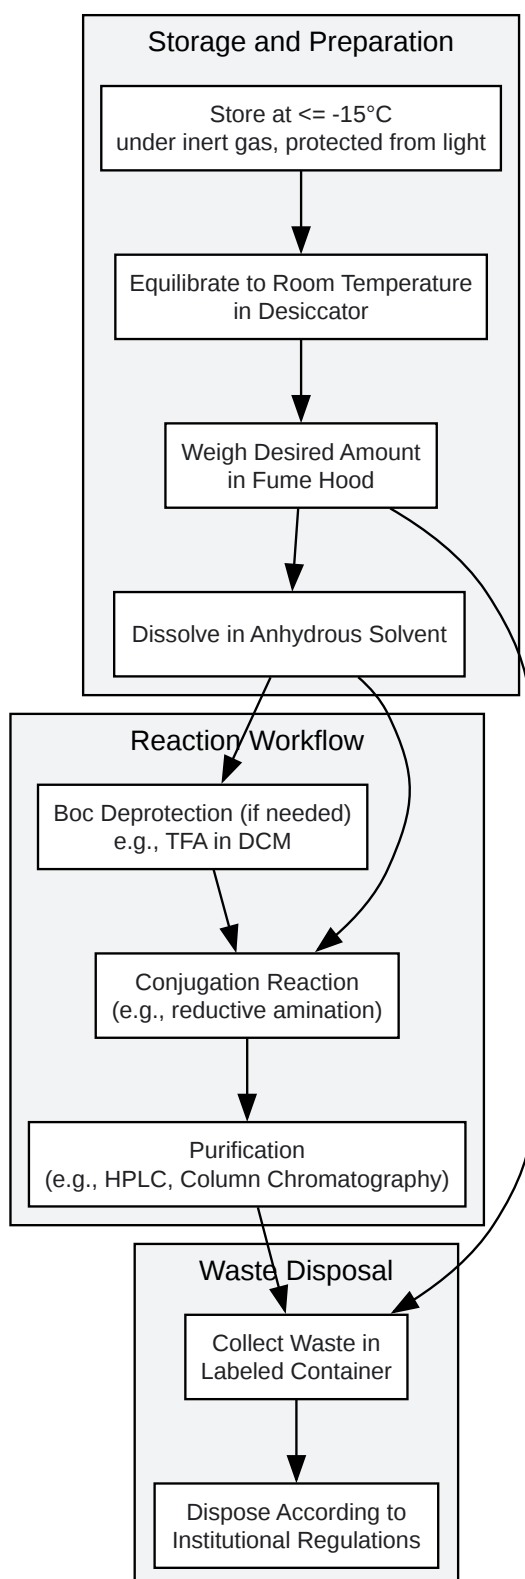 Storage and Preparation
Store at <= -15°C
under inert gas, protected from light
Equilibrate to Room Temperature
in Desiccator
Weigh Desired Amount
in Fume Hood
Dissolve in Anhydrous Solvent
Reaction Workflow
Boc Deprotection (if needed)
e.g., TFA in DCM
Conjugation Reaction
(e.g., reductive amination)
Purification
(e.g., HPLC, Column Chromatography)
Waste Disposal
Collect Waste in
Labeled Container
Dispose According to
Institutional Regulations